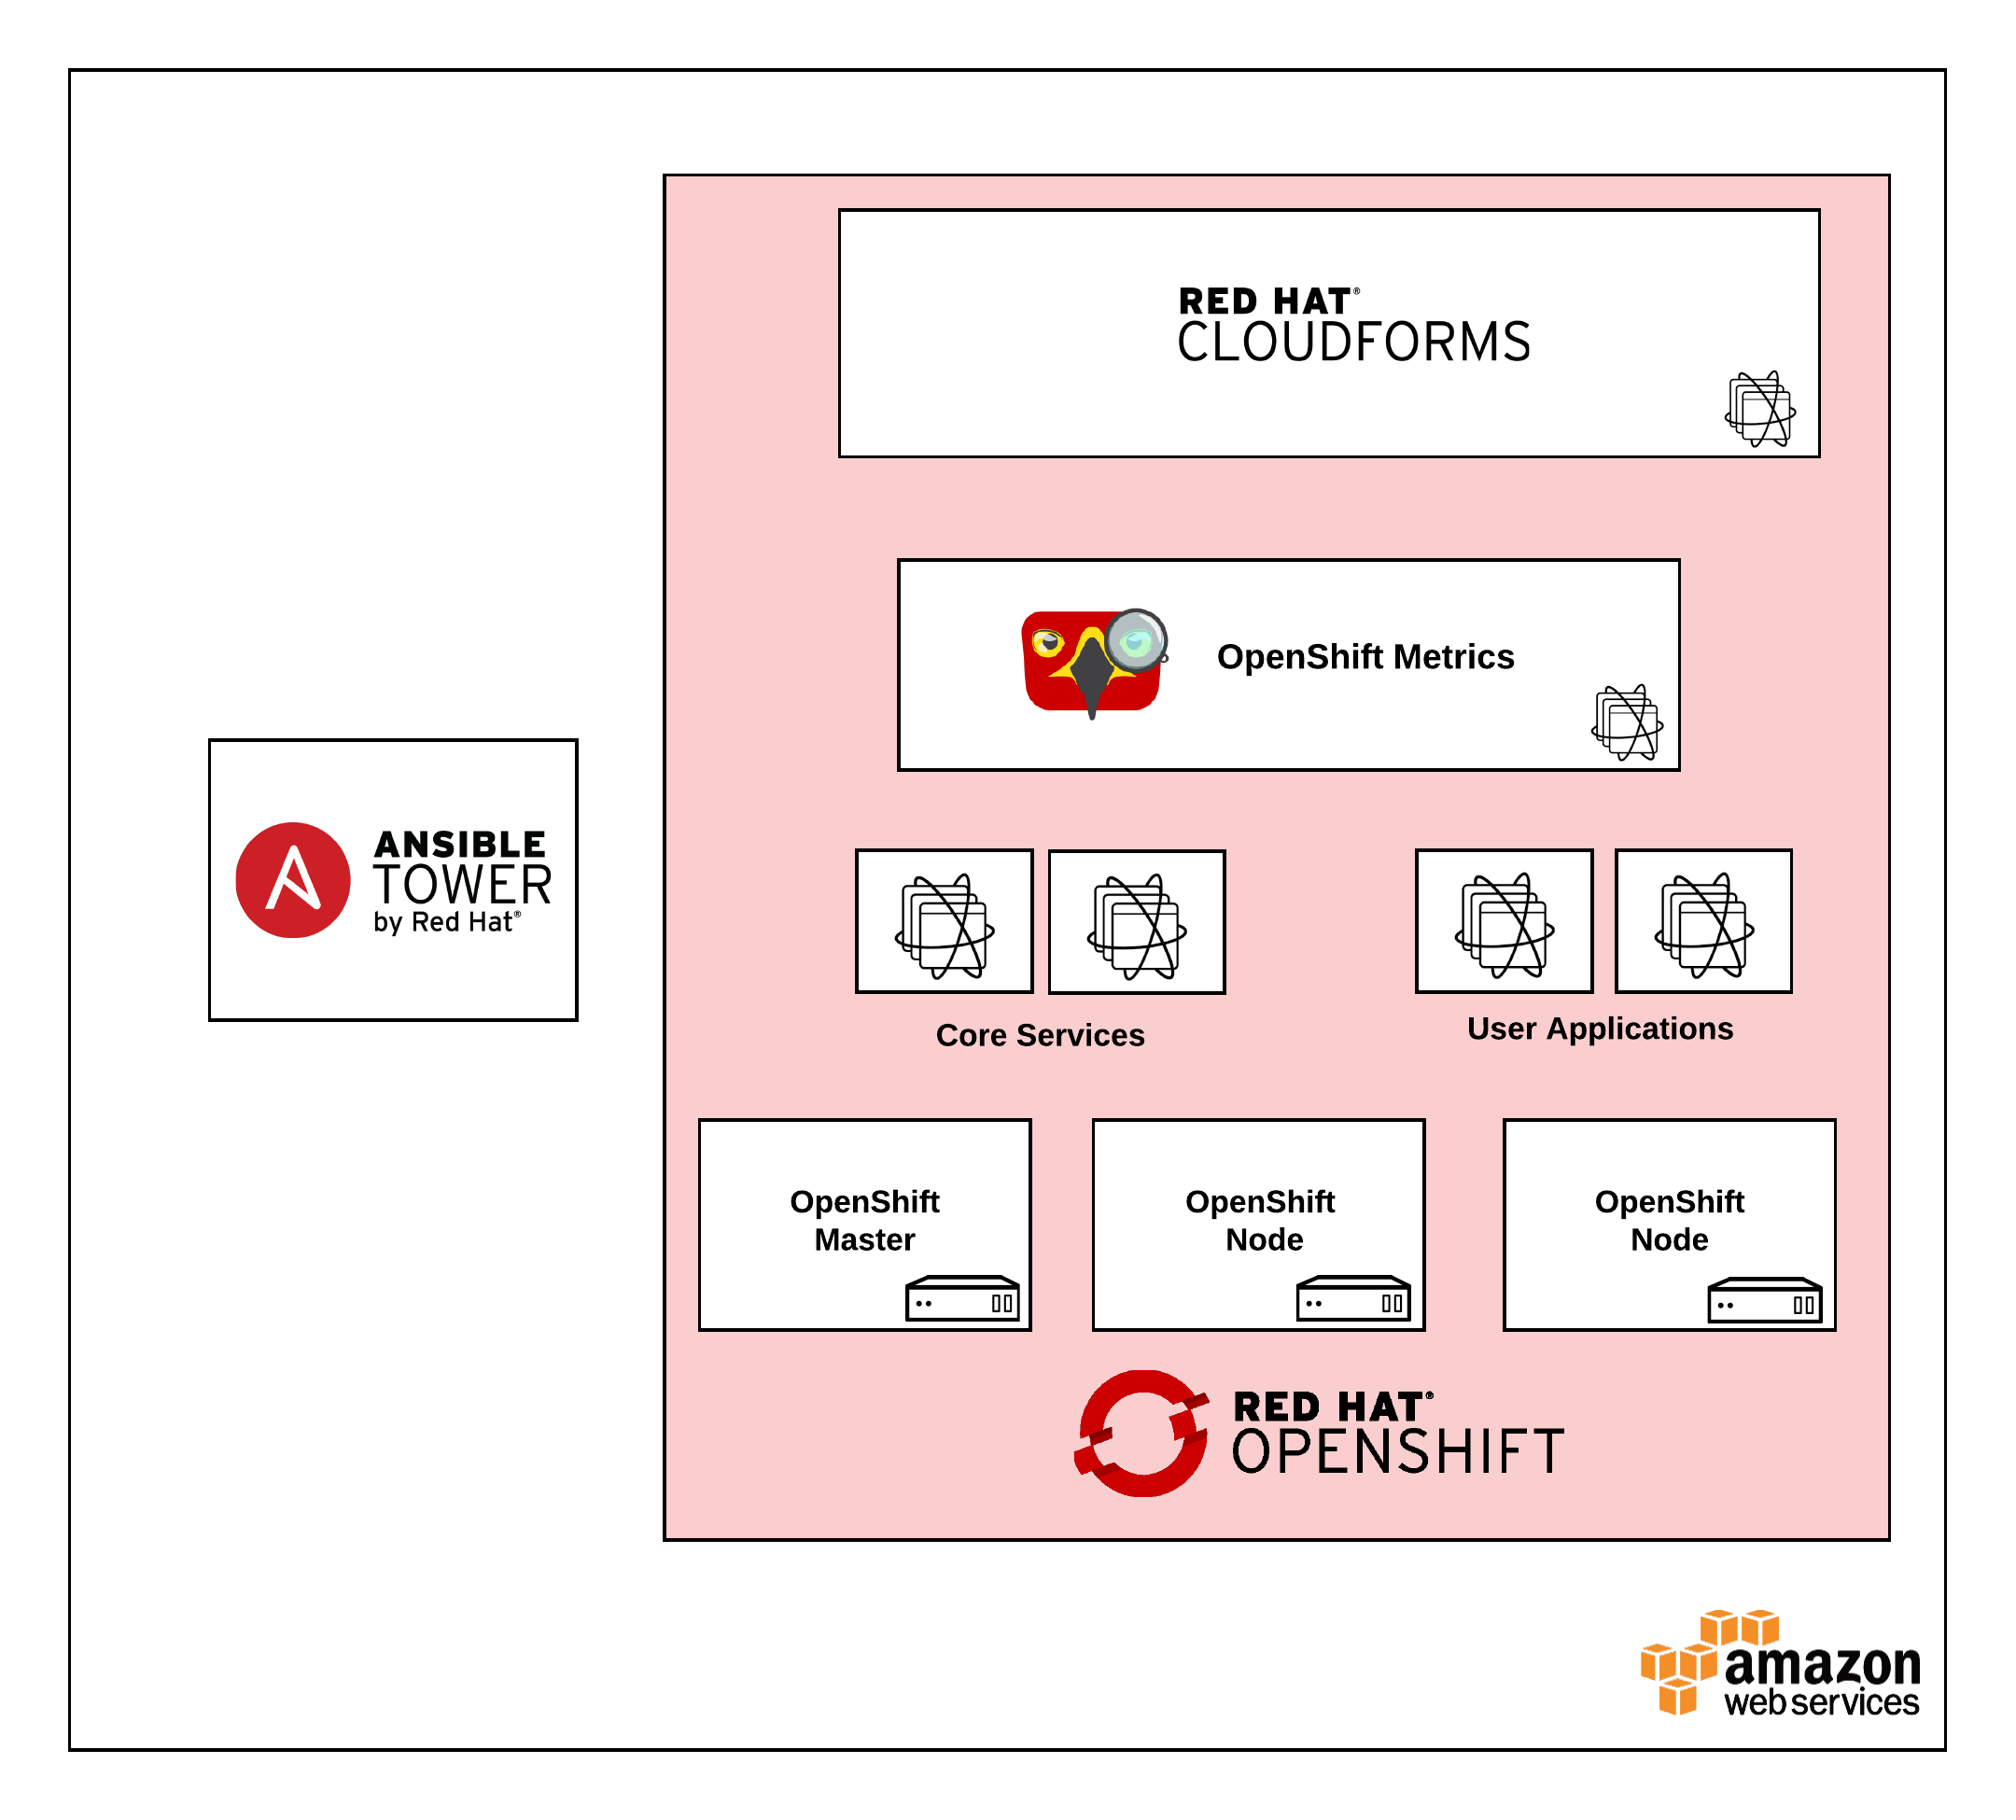 RED HAT®
CLOUDFORMS
OpenShift Metrics
ANSIBLE
TOWER
by Red Hat®
Core Services
User Applications
OpenShift
Master
OpenShift
Node
OpenShift
Node
RED HAT®
OPENSHIFT
amazon
web services